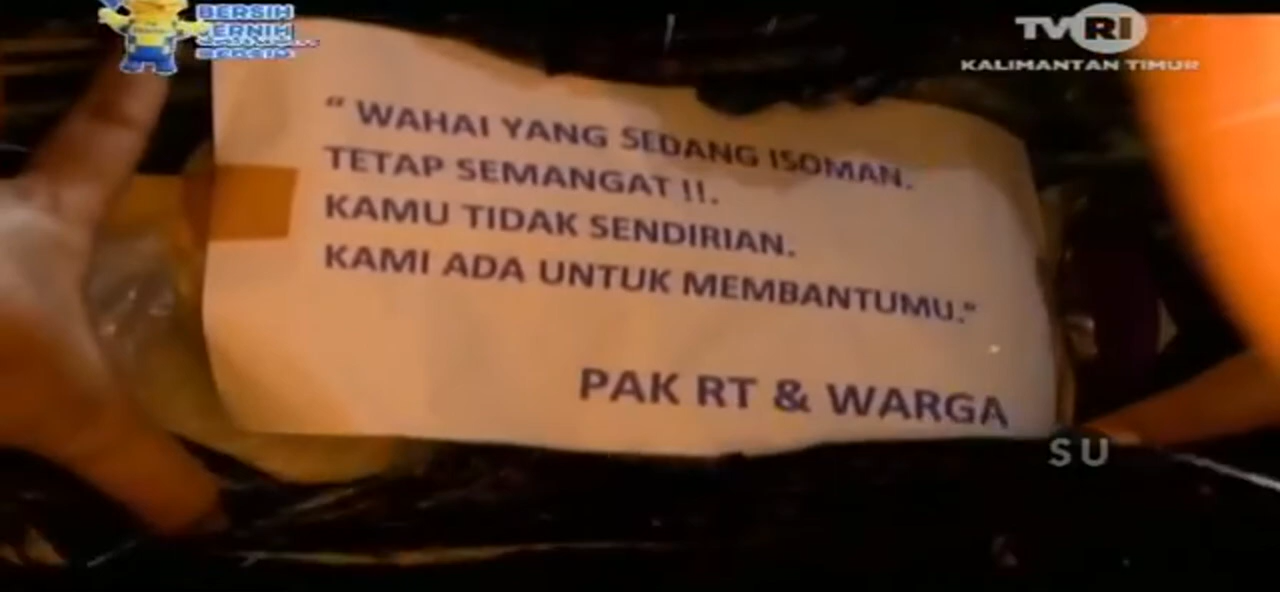 BERSIH
JERNIH
TVRI
KALIMANTAN TIMUR
“ WAHAI YANG SEDANG ISOMAN.
TETAP SEMANGAT !!.
KAMU TIDAK SENDIRIAN.
KAMI ADA UNTUK MEMBANTUMU.”
PAK RT & WARGA
SU